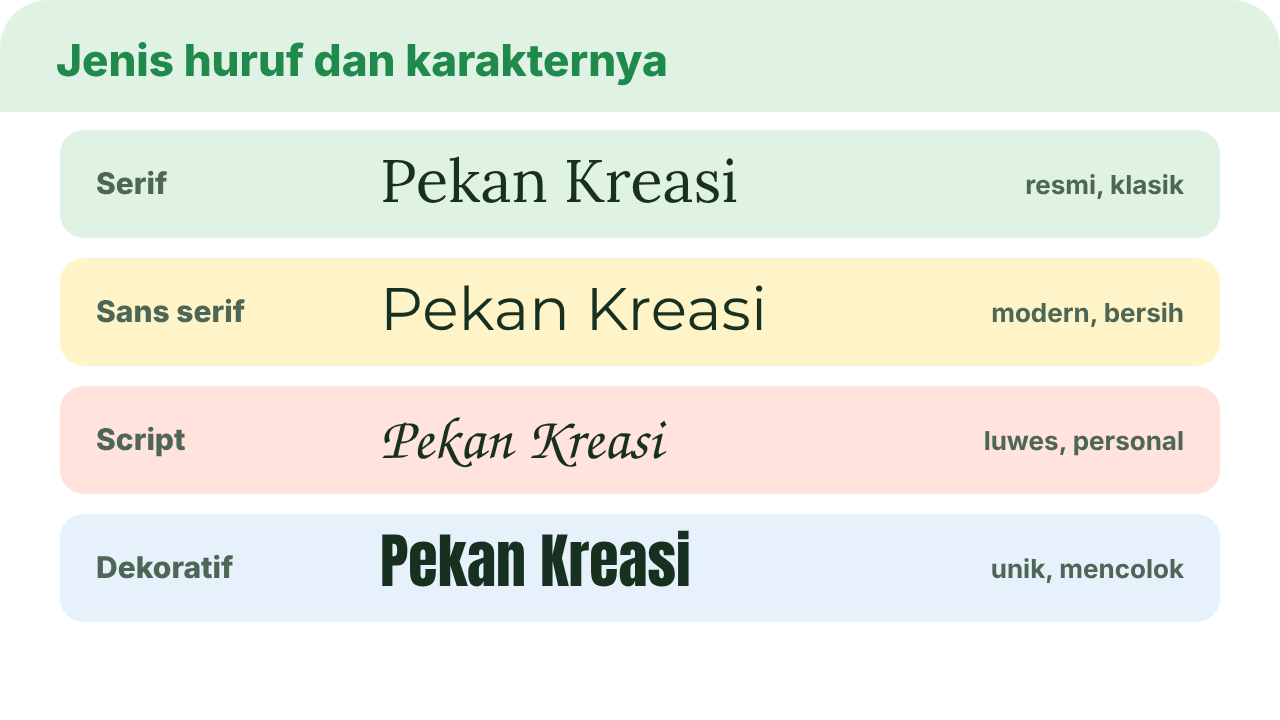 Jenis huruf dan karakternya
Serif Pekan Kreasi resmi, klasik
Sans serif Pekan Kreasi modern, bersih
Script Pekan Kreasi luwes, personal
Dekoratif Pekan Kreasi unik, mencolok